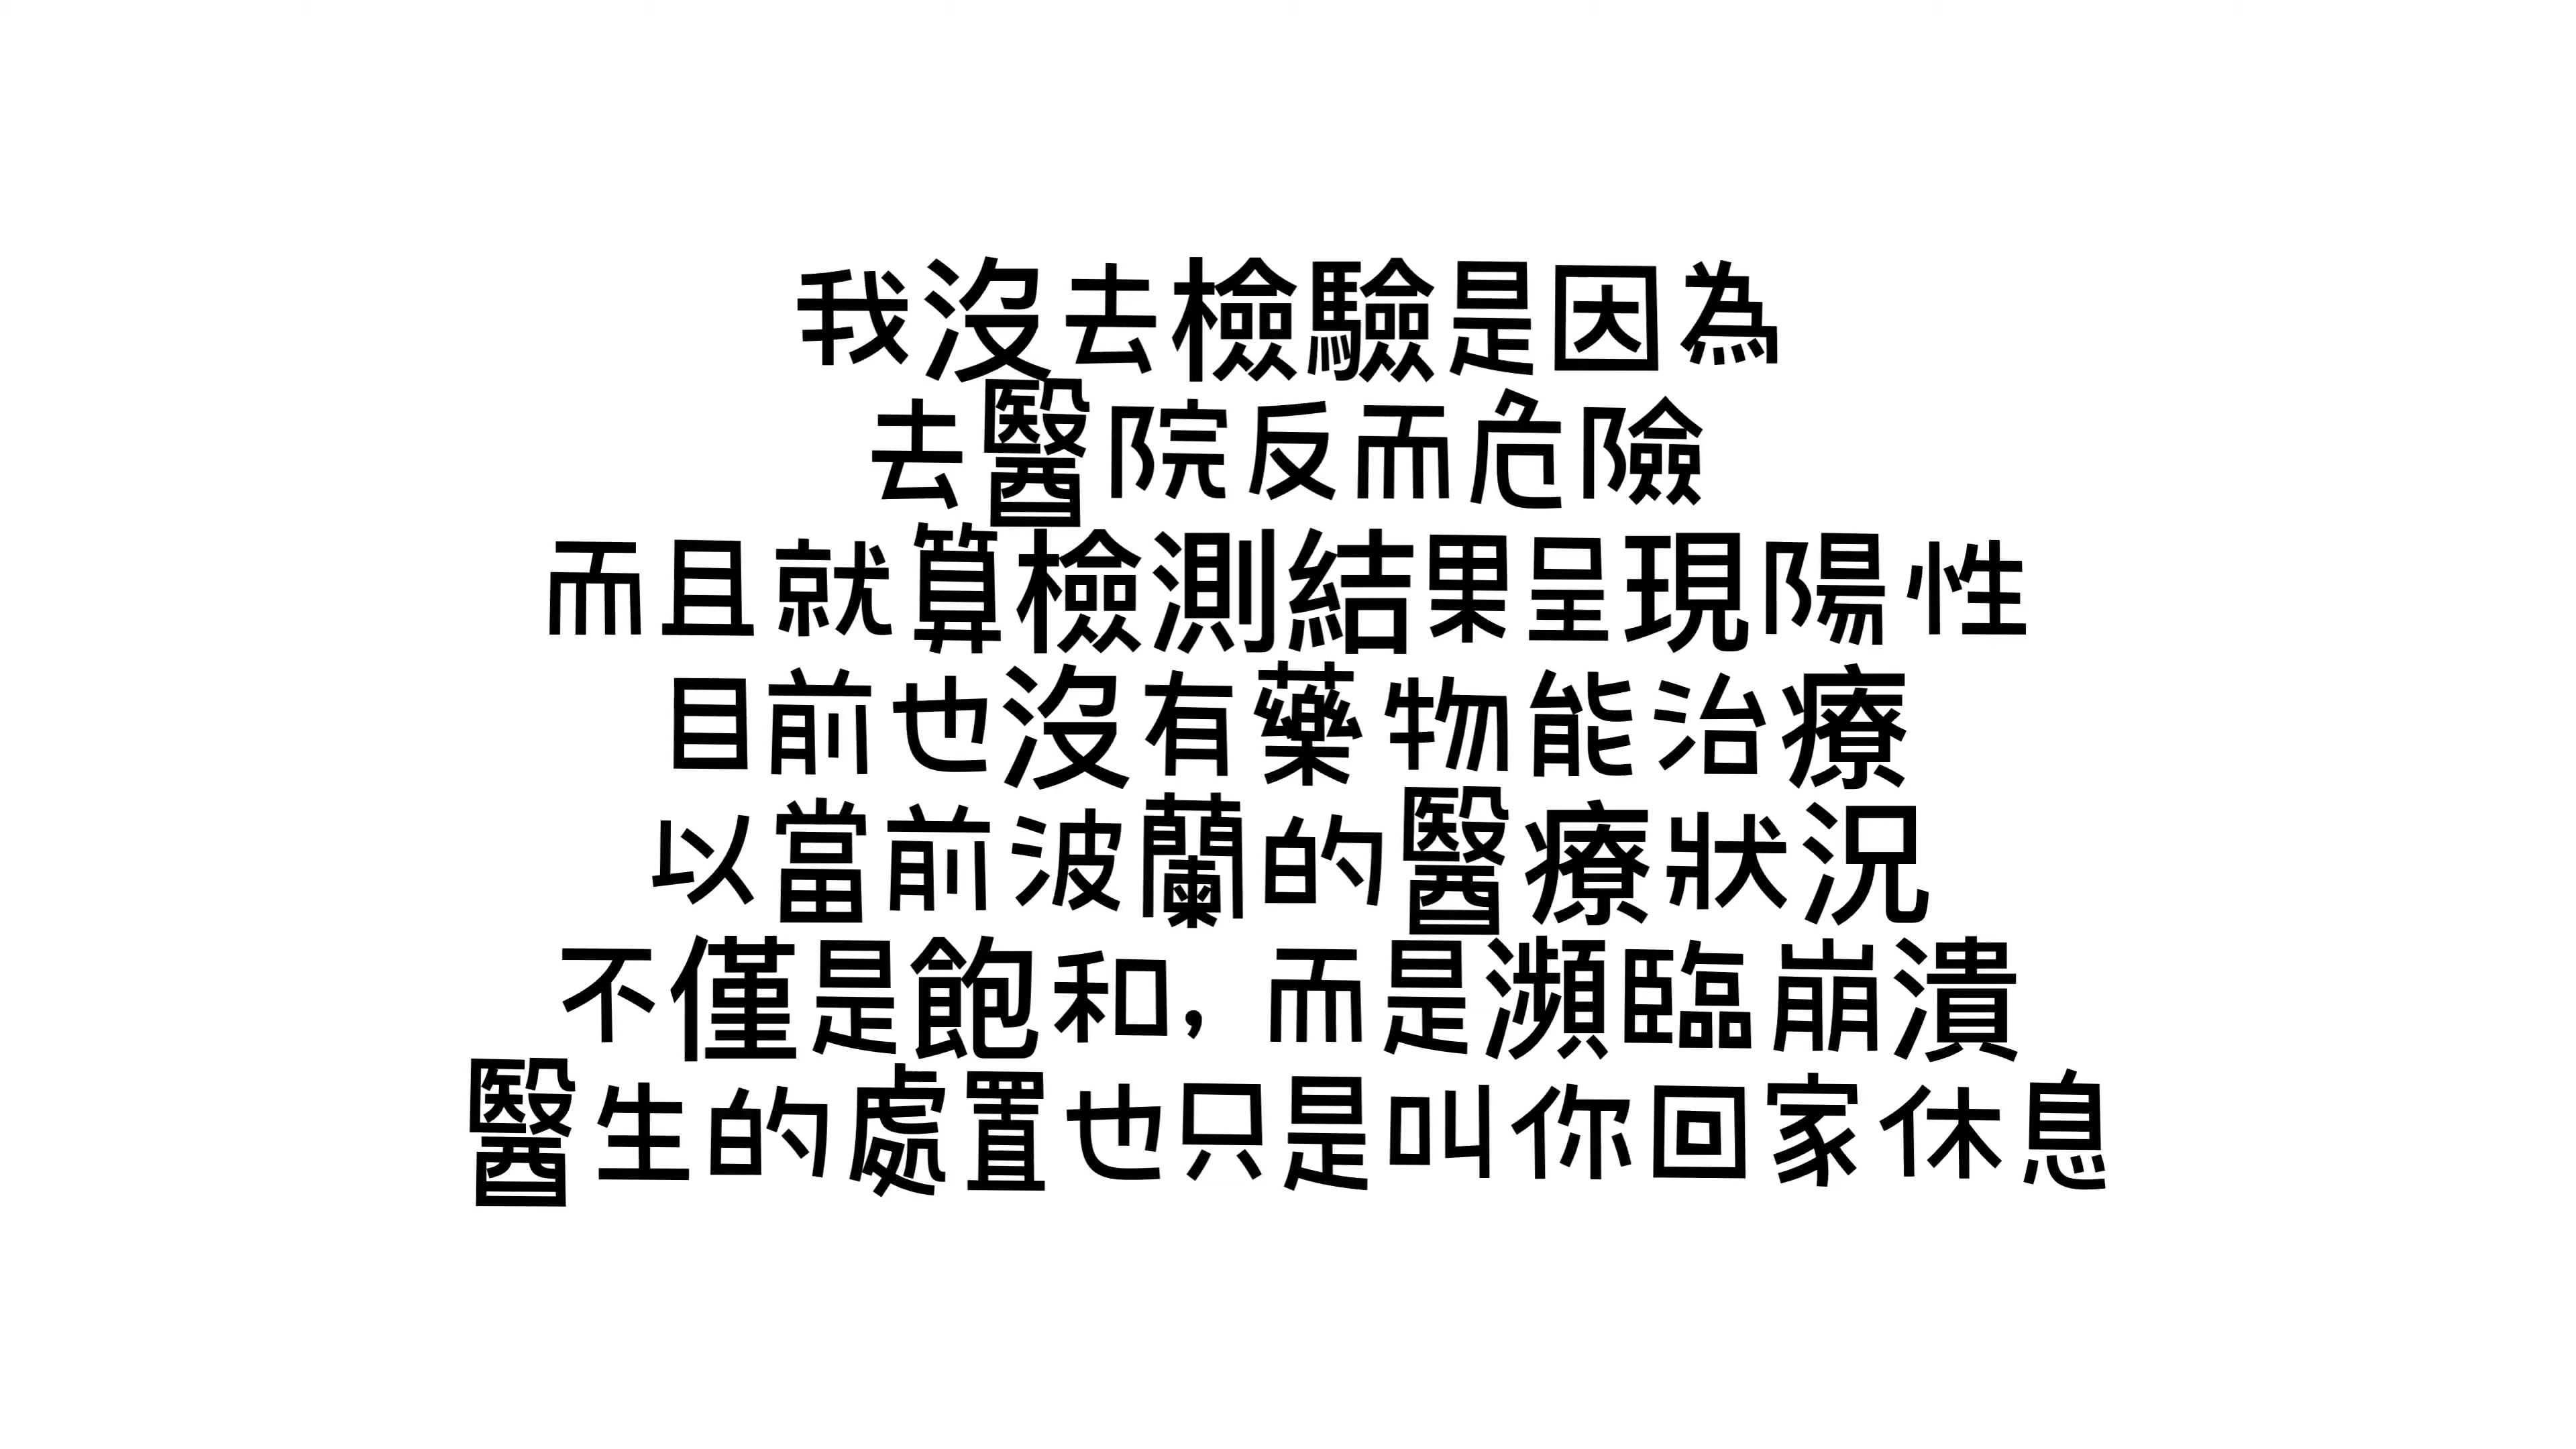 我沒去檢驗是因為
去醫院反而危險
而且就算檢測結果呈現陽性
目前也沒有藥物能治療
以當前波蘭的醫療狀況
不僅是飽和，而是瀕臨崩潰
醫生的處置也只是叫你回家休息